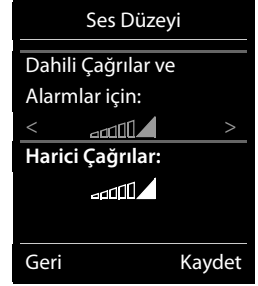 Ses Düzeyi
Dahili Çağrılar ve
Alarmlar için:
< >
Harici Çağrılar:
Geri Kaydet